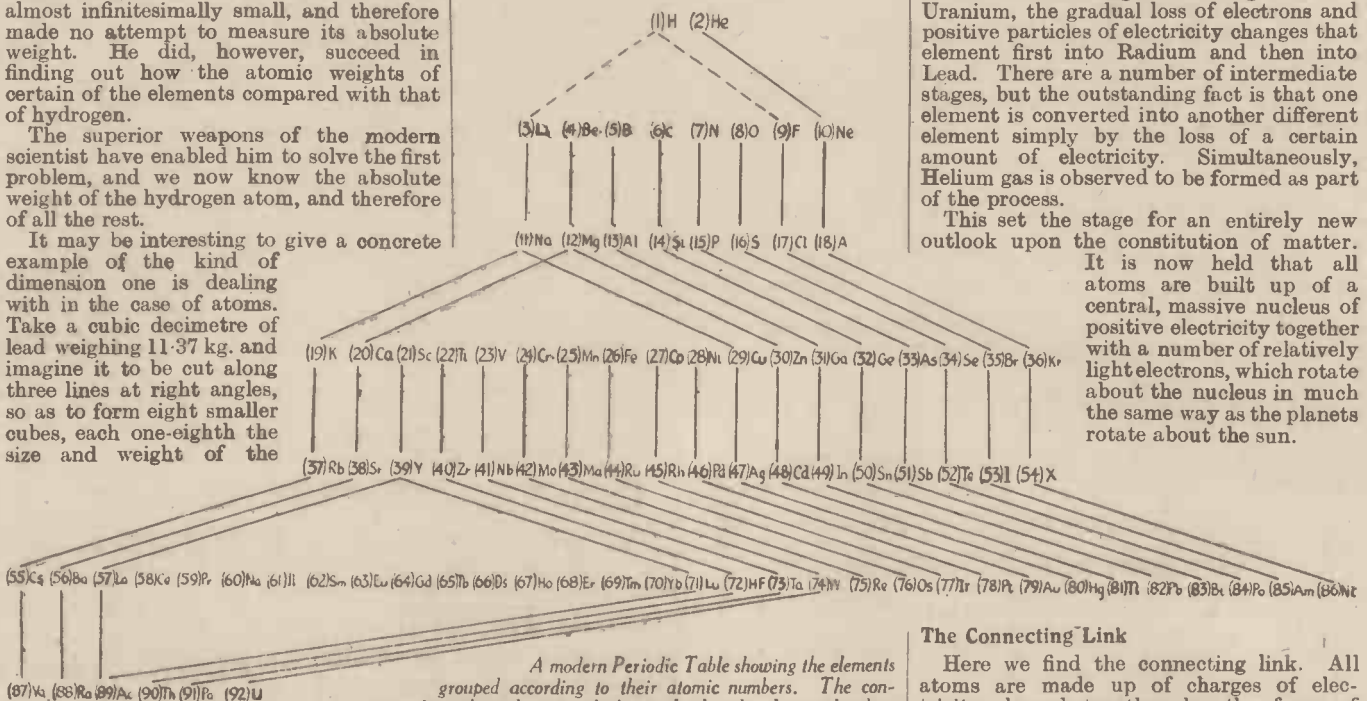 almost infinitesimally small, and therefore
made no attempt to measure its absolute
weight. He did, however, succeed in
finding out how the atomic weights of
certain of the elements compared with that
of hydrogen.
The superior weapons of the modern
scientist have enabled him to solve the first
problem, and we now know the absolute
weight of the hydrogen atom, and therefore
of all the rest.
It may be interesting to give a concrete
example of the kind of
dimension one is dealing
with in the case of atoms.
Take a cubic decimetre of
lead weighing 11·37 kg. and
imagine it to be cut along
three lines at right angles,
so as to form eight smaller
cubes, each one-eighth the
size and weight of the
(1)H (2)He
(3)Li (4)Be (5)B (6)C (7)N (8)O (9)F (10)Ne
(11)Na (12)Mg (13)Al (14)Si (15)P (16)S (17)Cl (18)A
(19)K (20)Ca (21)Sc (22)Ti (23)V (24)Cr (25)Mn (26)Fe (27)Co (28)Ni (29)Cu (30)Zn (31)Ga (32)Ge (33)As (34)Se (35)Br (36)Kr
(37)Rb (38)Sr (39)Y (40)Zr (41)Nb (42)Mo (43)Ma (44)Ru (45)Rh (46)Pd (47)Ag (48)Cd (49)In (50)Sn (51)Sb (52)Te (53)I (54)X
(55)Cs (56)Ba (57)La (58)Ce (59)Pr (60)Na (61)Il (62)Sm (63)Eu (64)Gd (65)Tb (66)Ds (67)Ho (68)Er (69)Tm (70)Yb (71)Lu (72)Hf (73)Ta (74)W (75)Re (76)Os (77)Ir (78)Pt (79)Au (80)Hg (81)Tl (82)Pb (83)Bi (84)Po (85)Am (86)Nt
(87)Va (88)Ra (89)Ac (90)Th (91)Pa (92)U
A modern Periodic Table showing the elements
grouped according to their atomic numbers. The con-
Uranium, the gradual loss of electrons and
positive particles of electricity changes that
element first into Radium and then into
Lead. There are a number of intermediate
stages, but the outstanding fact is that one
element is converted into another different
element simply by the loss of a certain
amount of electricity. Simultaneously,
Helium gas is observed to be formed as part
of the process.
This set the stage for an entirely new
outlook upon the constitution of matter.
It is now held that all
atoms are built up of a
central, massive nucleus of
positive electricity together
with a number of relatively
light electrons, which rotate
about the nucleus in much
the same way as the planets
rotate about the sun.
The Connecting Link
Here we find the connecting link. All
atoms are made up of charges of elec-